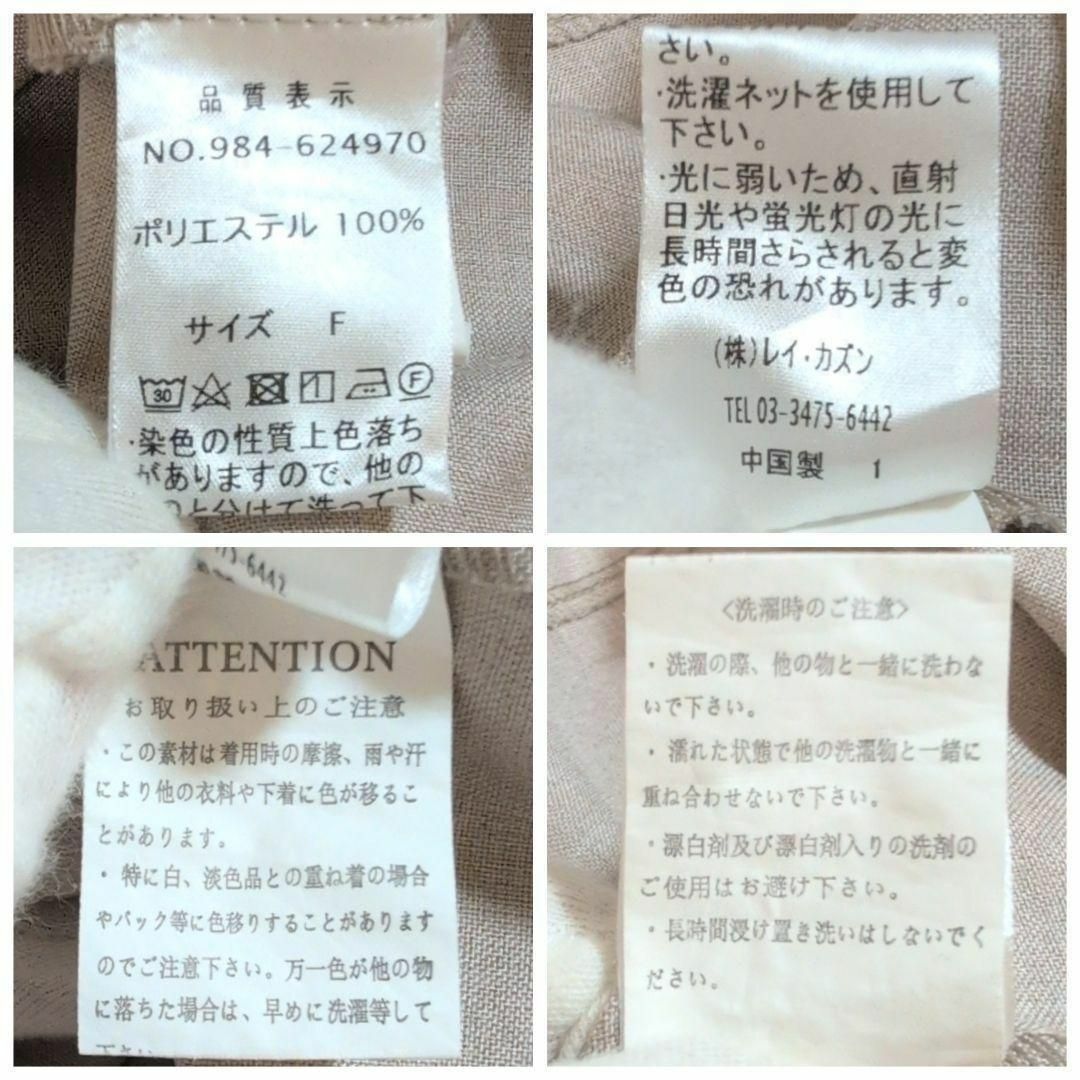 品質表示
NO.984-624970
ポリエステル 100%
サイズ F
30
F
・染色の性質上色落ち
がありますので、他の
のと分けて洗って下
さい。
・洗濯ネットを使用して
下さい。
・光に弱いため、直射
日光や蛍光灯の光に
長時間さらされると変
色の恐れがあります。
(株)レイ・カズン
TEL 03-3475-6442
中国製 1
75-6442
ATTENTION
お取り扱い上のご注意
・この素材は着用時の摩擦、雨や汗
により他の衣料や下着に色が移るこ
とがあります。
・特に白、淡色品との重ね着の場合
やバック等に色移りすることがあります
のでご注意下さい。万一色が他の物
に落ちた場合は、早めに洗濯等して
下さい
〈洗濯時のご注意〉
・洗濯の際、他の物と一緒に洗わな
いで下さい。
・濡れた状態で他の洗濯物と一緒に
重ね合わせないで下さい。
・漂白剤及び漂白剤入りの洗剤の
ご使用はお避け下さい。
・長時間浸け置き洗いはしないでく
ださい。